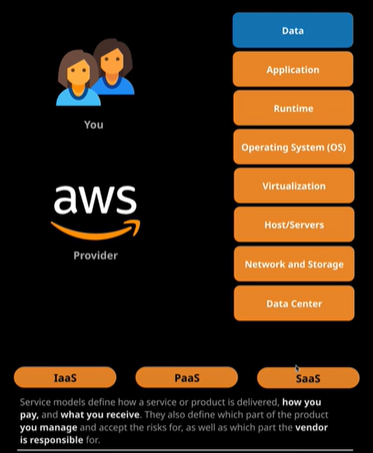 Data
Application
Runtime
Operating System (OS)
Virtualization
Host/Servers
Network and Storage
Data Center
You
aws
Provider
IaaS
PaaS
SaaS
Service models define how a service or product is delivered, how you
pay, and what you receive. They also define which part of the product
you manage and accept the risks for, as well as which part the vendor
is responsible for.